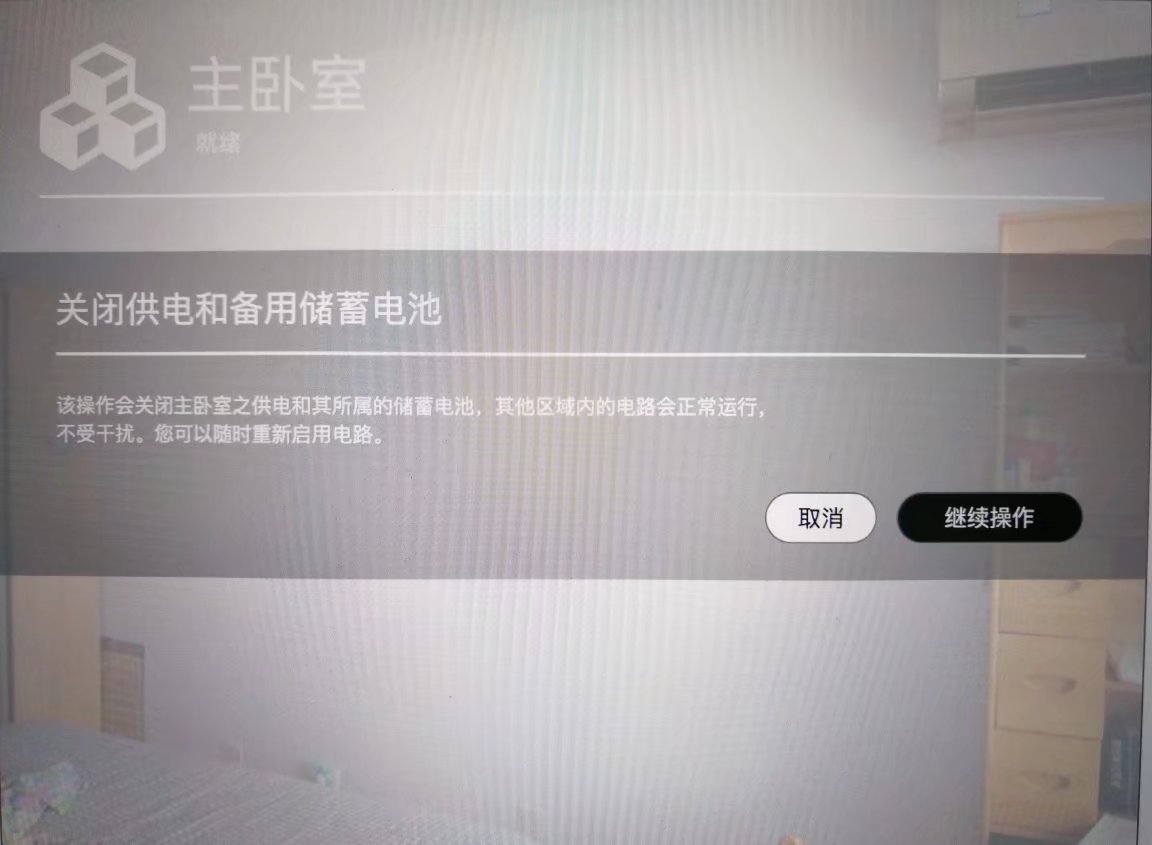 主卧室
就绪
关闭供电和备用储蓄电池
该操作会关闭主卧室之供电和其所属的储蓄电池，其他区域内的电路会正常运行，
不受干扰。您可以随时重新启用电路。
取消
继续操作